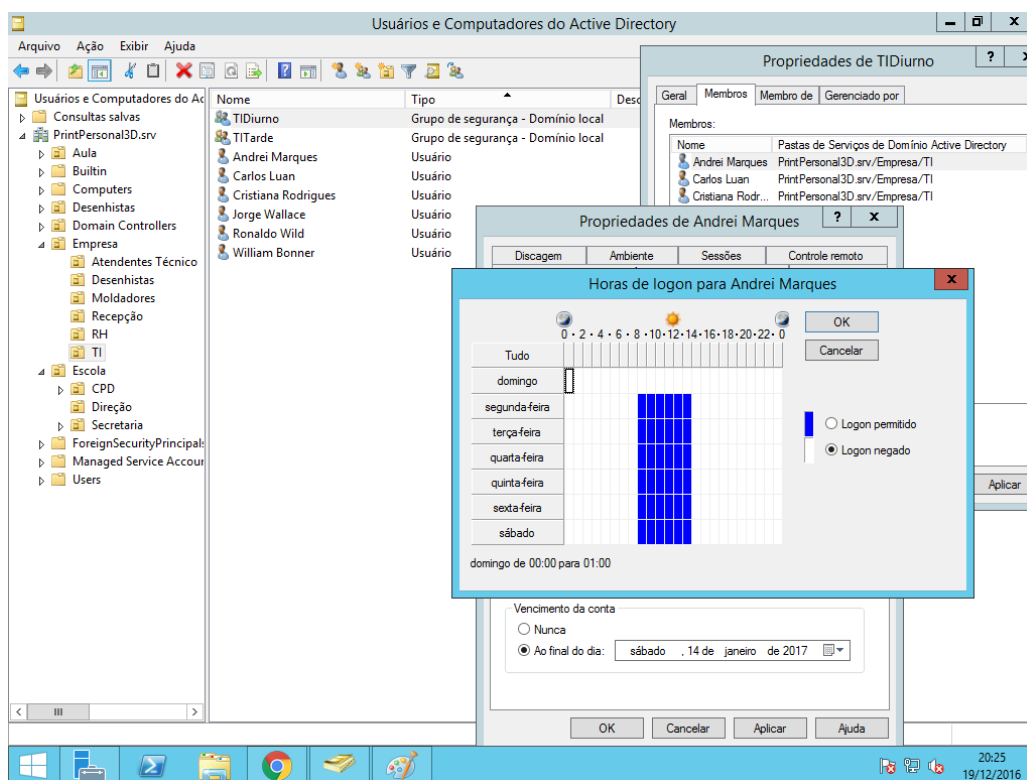 Usuários e Computadores do Active Directory
Arquivo Ação Exibir Ajuda
Usuários e Computadores do Ac
Consultas salvas
PrintPersonal3D.srv
Aula
Builtin
Computers
Desenhistas
Domain Controllers
Empresa
Atendentes Técnico
Desenhistas
Moldadores
Recepção
RH
TI
Escola
CPD
Direção
Secretaria
ForeignSecurityPrincipals
Managed Service Accour
Users
Nome Tipo Desc
TIDiurno Grupo de segurança - Domínio local
TITarde Grupo de segurança - Domínio local
Andrei Marques Usuário
Carlos Luan Usuário
Cristiana Rodrigues Usuário
Jorge Wallace Usuário
Ronaldo Wild Usuário
William Bonner Usuário
Propriedades de TIDiurno ? x
Geral Membros Membro de Gerenciado por
Membros:
Nome Pastas de Serviços de Domínio Active Directory
Andrei Marques PrintPersonal3D.srv/Empresa/TI
Carlos Luan PrintPersonal3D.srv/Empresa/TI
Cristiana Rodr... PrintPersonal3D.srv/Empresa/TI
Aplicar
Propriedades de Andrei Marques ? x
Discagem Ambiente Sessões Controle remoto
Horas de logon para Andrei Marques x
0 · 2 · 4 · 6 · 8 · 10 · 12 · 14 · 16 · 18 · 20 · 22 · 0
Tudo
domingo
segunda-feira
terça-feira
quarta-feira
quinta-feira
sexta-feira
sábado
domingo de 00:00 para 01:00
OK
Cancelar
Logon permitido
Logon negado
Vencimento da conta
Nunca
Ao final do dia: sábado , 14 de janeiro de 2017
OK Cancelar Aplicar Ajuda
20:25
19/12/2016